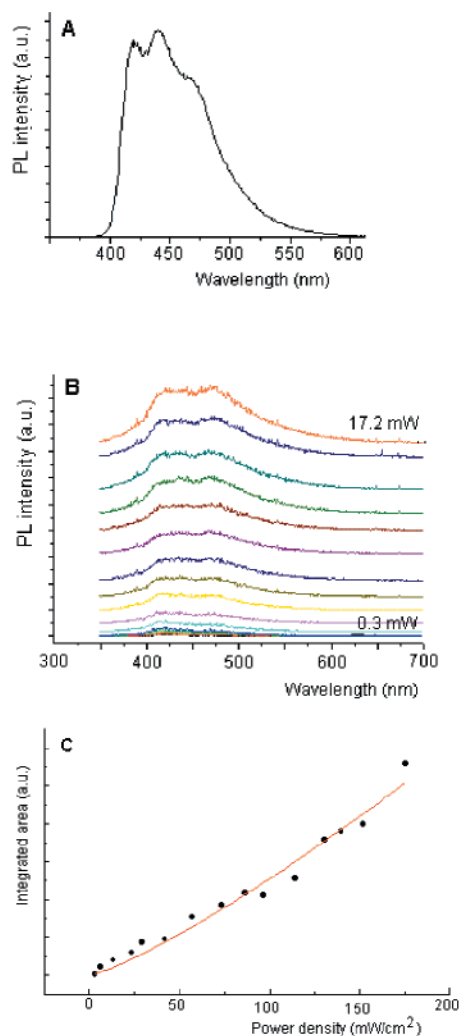 A
PL intensity (a.u.)
400 450 500 550 600
Wavelength (nm)
B
PL intensity (a.u.)
17.2 mW
0.3 mW
300 400 500 600 700
Wavelength (nm)
C
Integrated area (a.u.)
0 50 100 150 200
Power density (mW/cm²)